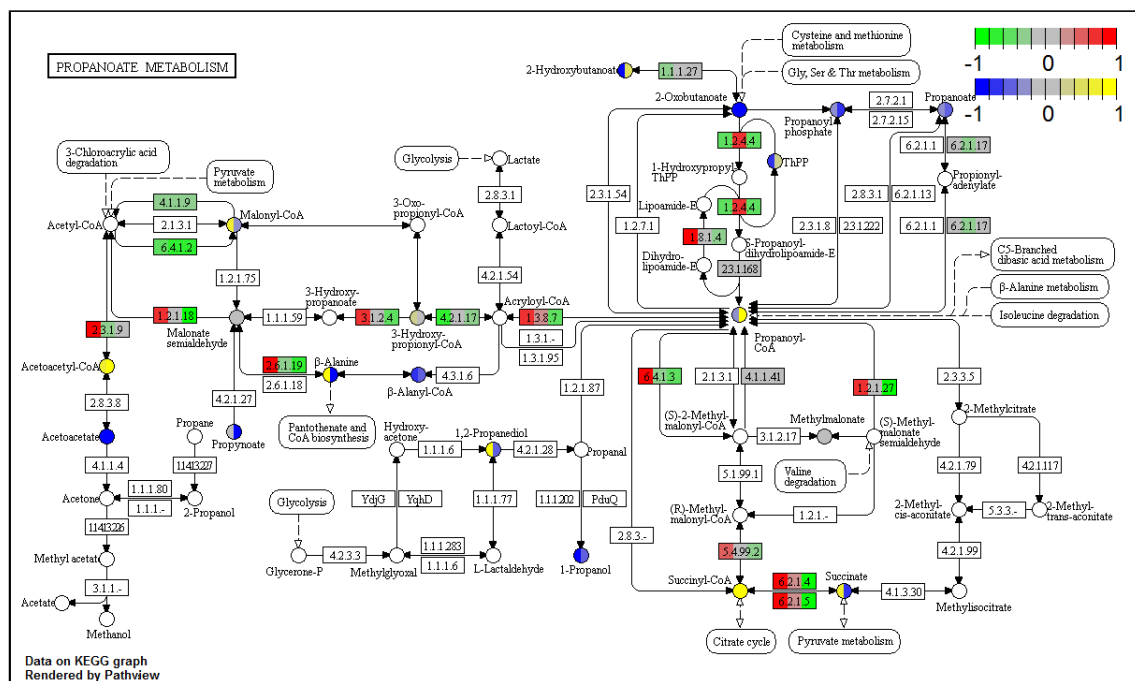 PROPANOATE METABOLISM
Cysteine and methionine
metabolism
Gly, Ser & Thr metabolism
-1 0 1
-1 0 1
2-Hydroxybutanoate
1.1.1.27
2-Oxobutanoate
Propanoyl
phosphate
2.7.2.1
2.7.2.15
Propanoate
3-Chloroacrylic acid
degradation
Pyruvate
metabolism
Glycolysis
Lactate
1.2.4.4
ThPP
6.2.1.1
6.2.1.17
1-Hydroxypropyl-
ThPP
Propionyl-
adenylate
2.8.3.1
2.3.1.54
2.8.3.1
6.2.1.13
4.1.1.9
Malonyl-CoA
3-Oxo-
propionyl-CoA
Lipoamide-E
1.2.4.4
Acetyl-CoA
2.1.3.1
Lactoyl-CoA
1.2.7.1
2.3.1.8
2.3.1.222
6.2.1.1
6.2.1.17
6.4.1.2
1.8.1.4
S-Propanoyl-
dihydrolipoamide-E
C5-Branched
dibasic acid metabolism
Dihydro-
lipoamide-E
2.3.1.168
1.2.1.75
4.2.1.54
β-Alanine metabolism
3-Hydroxy-
propanoate
Acryloyl-CoA
Isoleucine degradation
1.2.1.18
Malonate
semialdehyde
1.1.1.59
3.1.2.4
4.2.1.17
1.3.8.7
3-Hydroxy-
propionyl-CoA
1.3.1.-
1.3.1.95
Propanoyl-
CoA
2.3.1.9
Acetoacetyl-CoA
2.6.1.19
2.6.1.18
β-Alanine
4.3.1.6
β-Alanyl-CoA
1.2.1.87
6.4.1.3
2.1.3.1
4.1.1.41
1.2.1.27
2.3.3.5
2.8.3.8
4.2.1.27
Pantothenate and
CoA biosynthesis
(S)-2-Methyl-
malonyl-CoA
Methylmalonate
(S)-Methyl-
malonate
semialdehyde
2-Methylcitrate
Acetoacetate
Propane
Propynoate
Hydroxy-
acetone
1.1.1.6
1,2-Propanediol
4.2.1.28
Propanal
3.1.2.17
4.1.1.4
1.14.13.227
5.1.99.1
Valine
degradation
4.2.1.79
4.2.1.117
Acetone
1.1.1.80
1.1.1.-
2-Propanol
Glycolysis
YdjG
YqhD
1.1.1.77
1.1.1.202
PduQ
(R)-Methyl-
malonyl-CoA
1.2.1.-
2-Methyl-
cis-aconitate
5.3.3.-
2-Methyl-
trans-aconitate
1.14.13.226
2.8.3.-
Methyl acetat
4.2.3.3
1.1.1.283
1.1.1.6
5.4.99.2
4.2.1.99
Glycerone-P
Methylglyoxal
L-Lactaldehyde
1-Propanol
3.1.1.-
Succinyl-CoA
6.2.1.4
6.2.1.5
Succinate
4.1.3.30
Methylisocitrate
Acetate
Methanol
Citrate cycle
Pyruvate metabolism
Data on KEGG graph
Rendered by Pathview